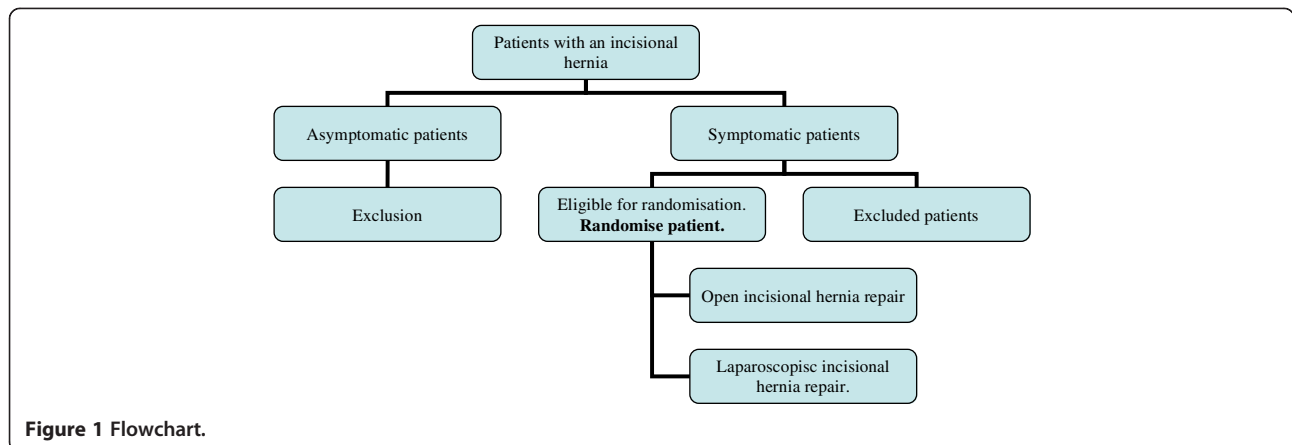 Patients with an incisional
hernia
Asymptomatic patients
Symptomatic patients
Exclusion
Eligible for randomisation.
Randomise patient.
Excluded patients
Open incisional hernia repair
Laparoscopisc incisional
hernia repair.
Figure 1 Flowchart.